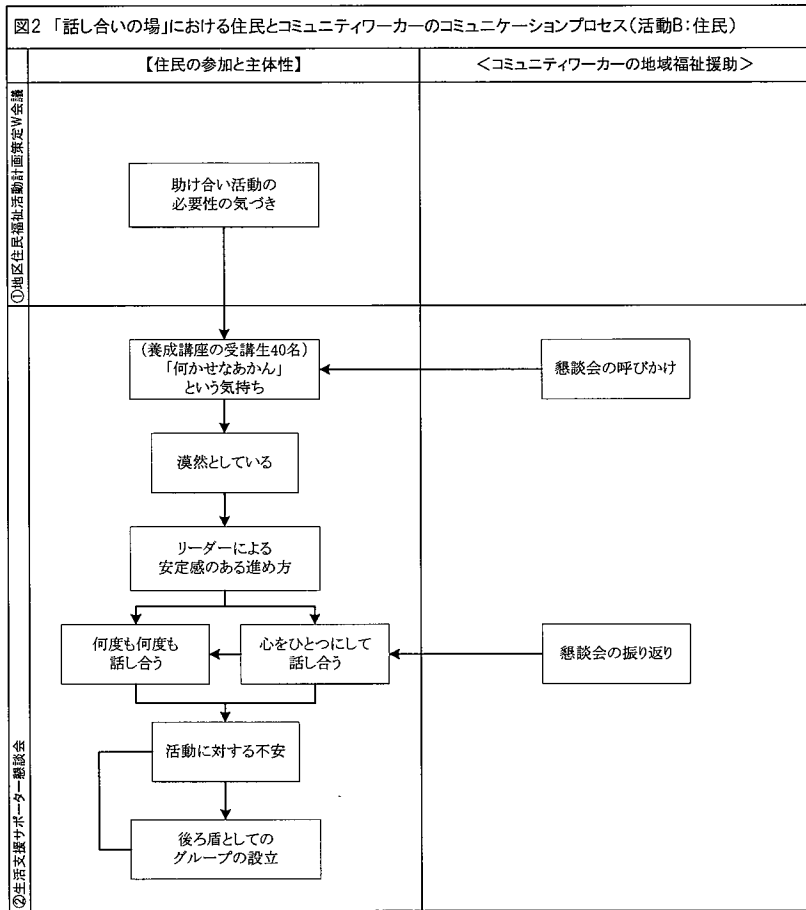 図2 「話し合いの場」における住民とコミュニティワーカーのコミュニケーションプロセス(活動B:住民)
【住民の参加と主体性】
<コミュニティワーカーの地域福祉援助>
①地区住民福祉活動計画策定W会議
助け合い活動の
必要性の気づき
②生活支援サポーター懇談会
(養成講座の受講生40名)
「何かせなあかん」
という気持ち
懇談会の呼びかけ
漠然としている
リーダーによる
安定感のある進め方
何度も何度も
話し合う
心をひとつにして
話し合う
懇談会の振り返り
活動に対する不安
後ろ盾としての
グループの設立